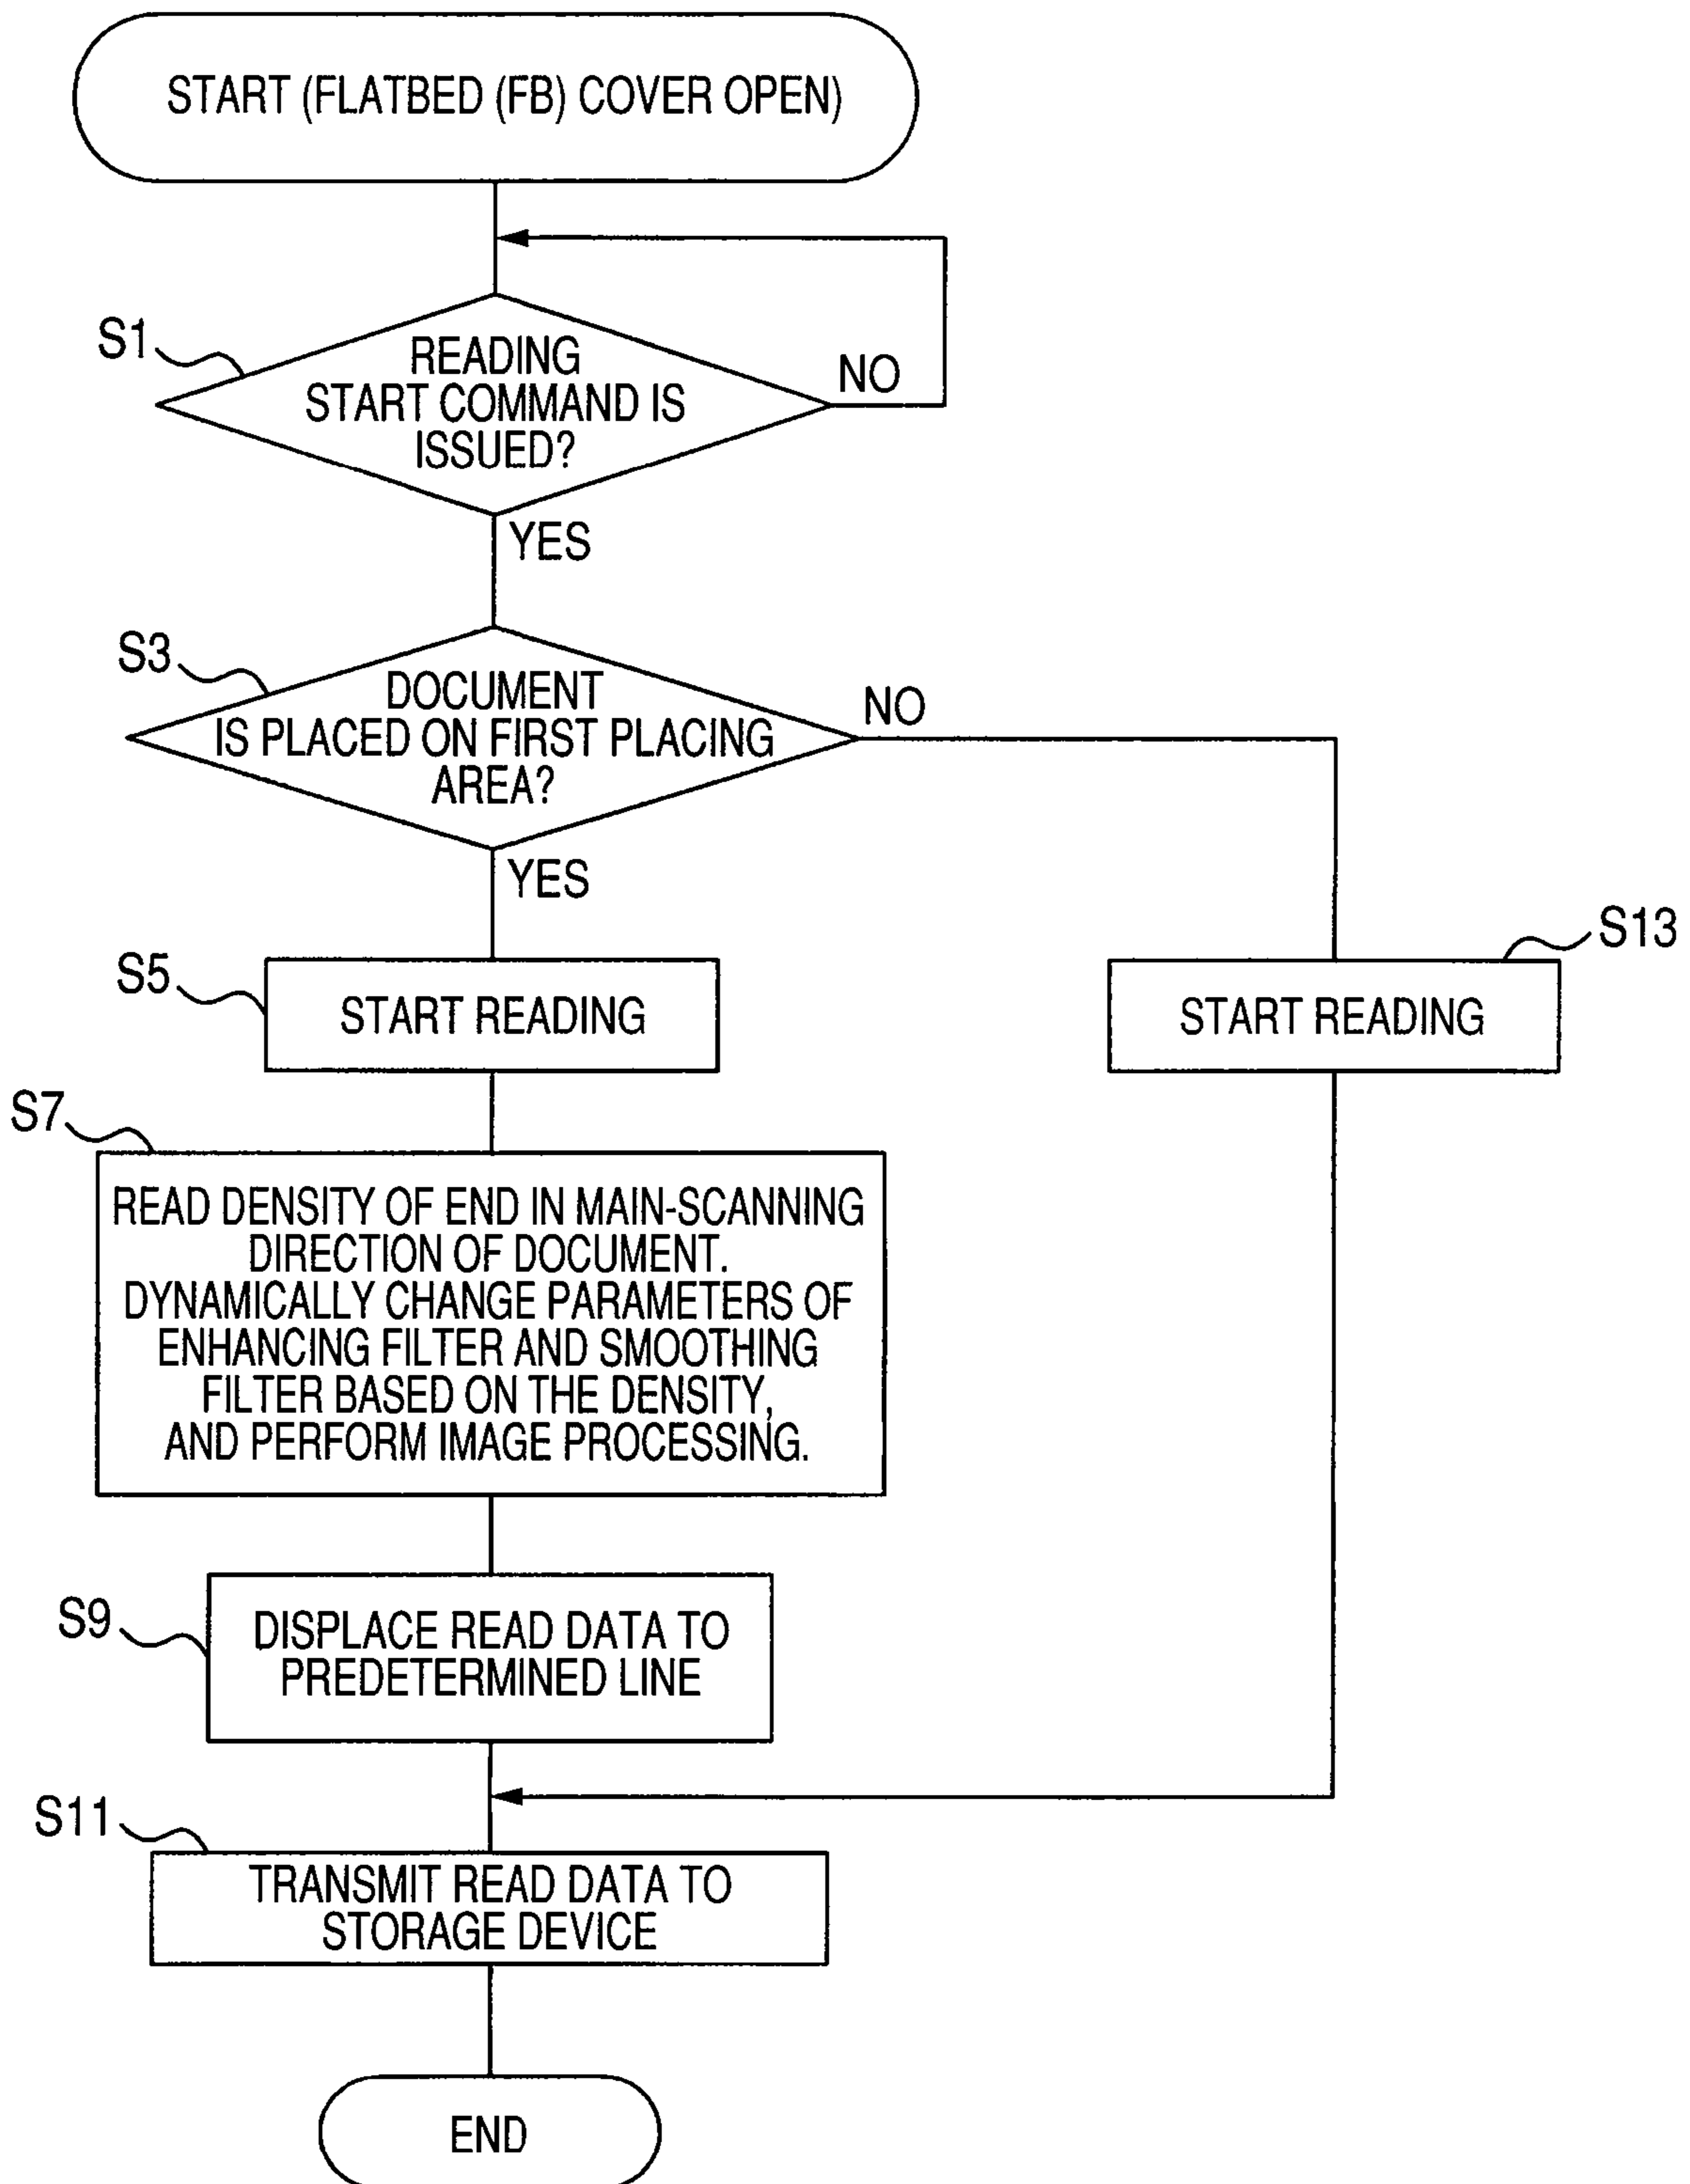 START (FLATBED (FB) COVER OPEN)
S1
READING
START COMMAND IS
ISSUED?
NO
YES
S3
DOCUMENT
IS PLACED ON FIRST PLACING
AREA?
NO
YES
S5
START READING
S13
START READING
S7
READ DENSITY OF END IN MAIN-SCANNING
DIRECTION OF DOCUMENT.
DYNAMICALLY CHANGE PARAMETERS OF
ENHANCING FILTER AND SMOOTHING
FILTER BASED ON THE DENSITY,
AND PERFORM IMAGE PROCESSING.
S9
DISPLACE READ DATA TO
PREDETERMINED LINE
S11
TRANSMIT READ DATA TO
STORAGE DEVICE
END